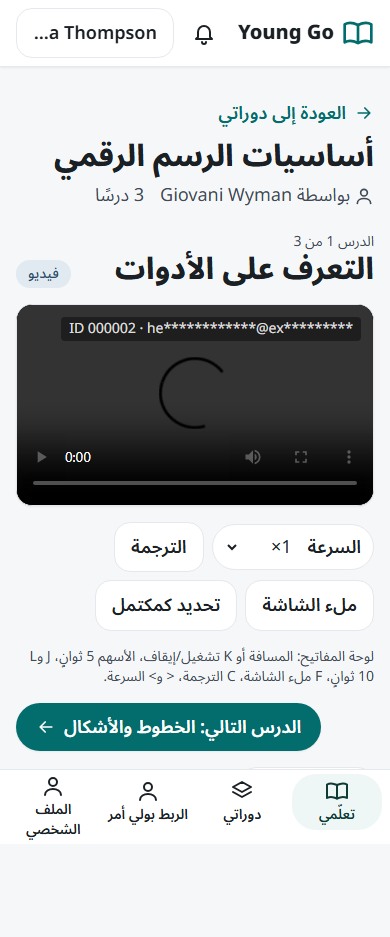 Young Go
...a Thompson
العودة إلى دوراتي
أساسيات الرسم الرقمي
بواسطة Giovani Wyman 3 درسًا
الدرس 1 من 3
التعرف على الأدوات
فيديو
ID 000002 · he************@ex*********
0:00
السرعة 1×
الترجمة
ملء الشاشة
تحديد كمكتمل
لوحة المفاتيح: المسافة أو K تشغيل/إيقاف، الأسهم 5 ثوانٍ، J وL
10 ثوانٍ، F ملء الشاشة، C الترجمة، < و> السرعة.
الدرس التالي: الخطوط والأشكال
تعلّمي
دوراتي
الربط بولي أمر
الملف
الشخصي